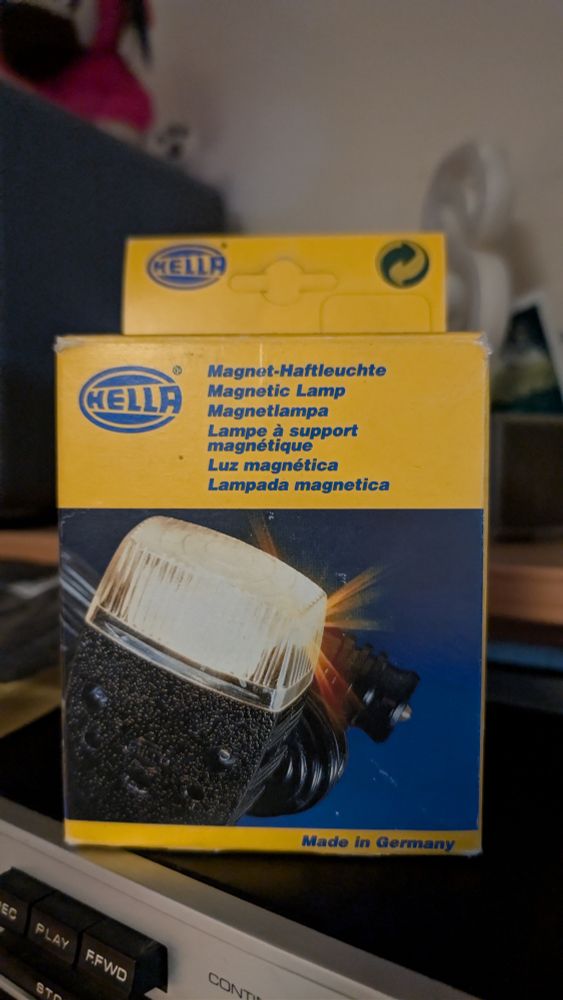 HELLA
HELLA®
Magnet-Haftleuchte
Magnetic Lamp
Magnetlampa
Lampe à support
magnétique
Luz magnética
Lampada magnetica
Made in Germany
PLAY
F.FWD